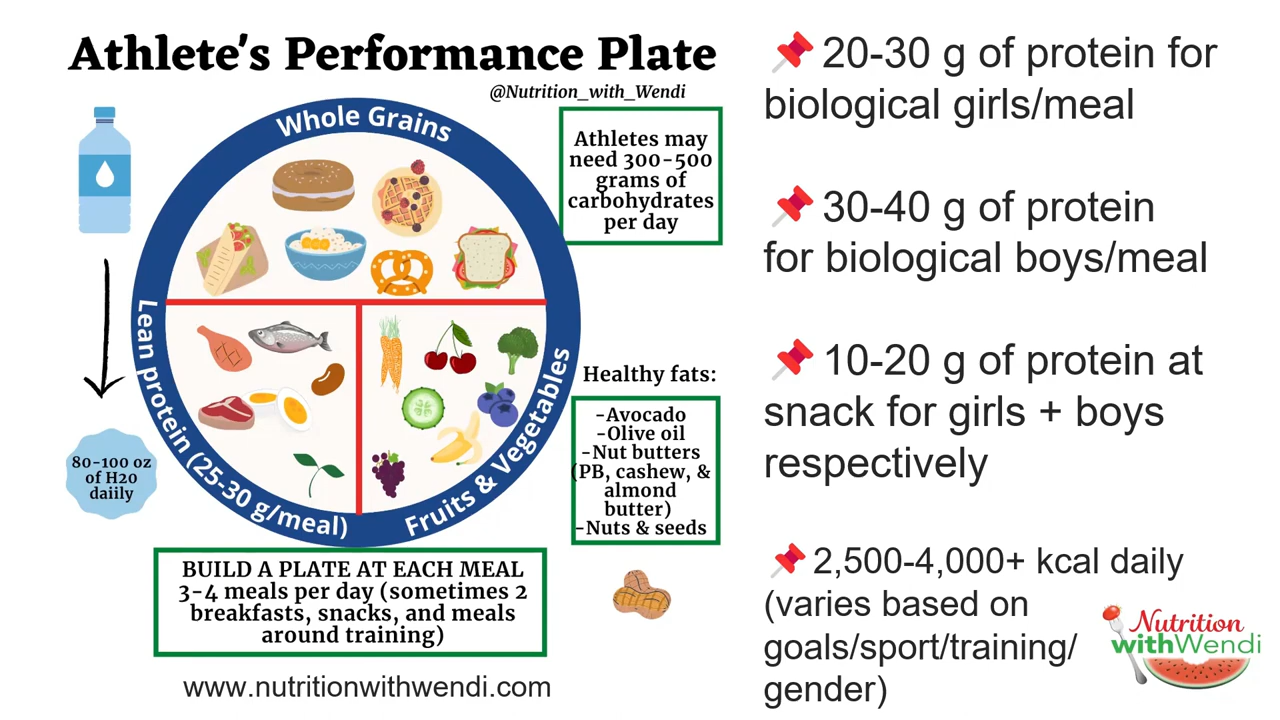 Athlete's Performance Plate
@Nutrition_with_Wendi
Whole Grains
Lean protein (25-30 g/meal)
Fruits & Vegetables
80-100 oz
of H20
daiily
Athletes may
need 300-500
grams of
carbohydrates
per day
Healthy fats:
-Avocado
-Olive oil
-Nut butters
(PB, cashew, &
almond
butter)
-Nuts & seeds
BUILD A PLATE AT EACH MEAL
3-4 meals per day (sometimes 2
breakfasts, snacks, and meals
around training)
www.nutritionwithwendi.com
20-30 g of protein for
biological girls/meal
30-40 g of protein
for biological boys/meal
10-20 g of protein at
snack for girls + boys
respectively
2,500-4,000+ kcal daily
(varies based on
goals/sport/training/
gender)
Nutrition
withWendi